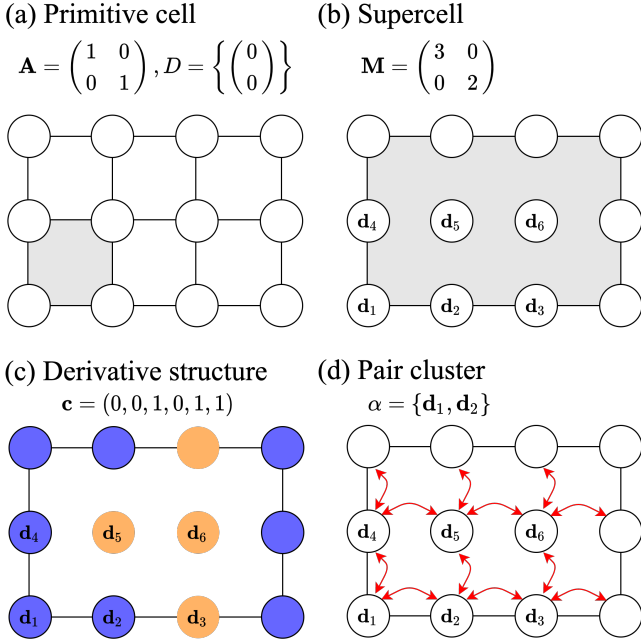 (a) Primitive cell
(b) Supercell
A = ( 1 0 0 1 ) , D = { ( 0 0 ) }
M = ( 3 0 0 2 )
d4 d5 d6
d1 d2 d3
(c) Derivative structure
(d) Pair cluster
c = (0, 0, 1, 0, 1, 1)
α = {d1, d2}
d4 d5 d6
d4 d5 d6
d1 d2 d3
d1 d2 d3